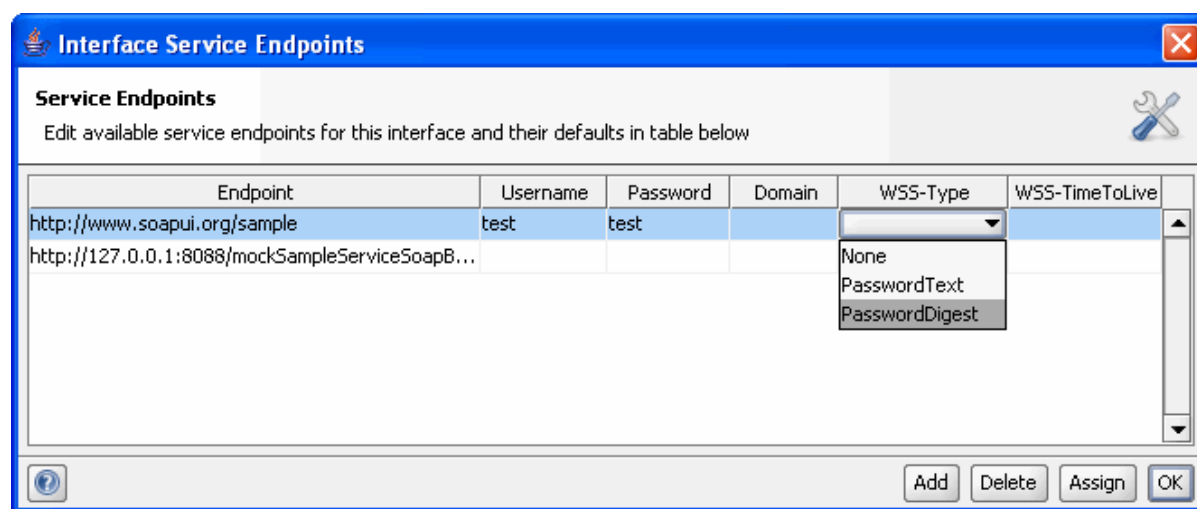 Interface Service Endpoints
Service Endpoints
Edit available service endpoints for this interface and their defaults in table below
Endpoint Username Password Domain WSS-Type WSS-TimeToLive
http://www.soapui.org/sample test test
http://127.0.0.1:8088/mockSampleServiceSoapB...
None
PasswordText
PasswordDigest
Add Delete Assign OK